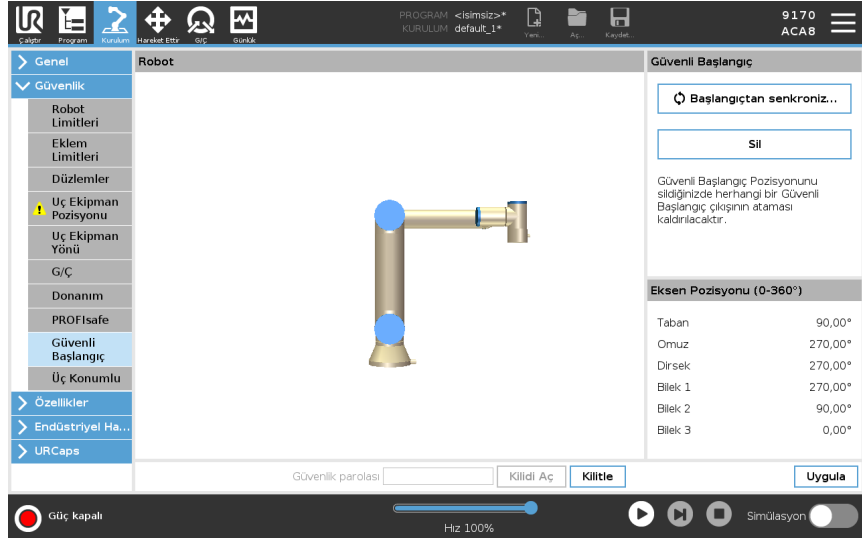 UR
Çalıştır
Program
Kurulum
Hareket Ettir
G/Ç
Günlük
PROGRAM <isimsiz>*
KURULUM default_1*
Yeni...
Aç...
Kaydet...
9170
ACA8
Genel
Güvenlik
Robot
Limitleri
Eklem
Limitleri
Düzlemler
Uç Ekipman
Pozisyonu
Uç Ekipman
Yönü
G/Ç
Donanım
PROFIsafe
Güvenli
Başlangıç
Üç Konumlu
Özellikler
Endüstriyel Ha...
URCaps
Robot
Güvenli Başlangıç
Başlangıçtan senkroniz...
Sil
Güvenli Başlangıç Pozisyonunu
sildiğinizde herhangi bir Güvenli
Başlangıç çıkışının ataması
kaldırılacaktır.
Eksen Pozisyonu (0-360°)
Taban 90,00°
Omuz 270,00°
Dirsek 270,00°
Bilek 1 270,00°
Bilek 2 90,00°
Bilek 3 0,00°
Güvenlik parolası Kilidi Aç Kilitle Uygula
Güç kapalı
Hız 100%
Simülasyon